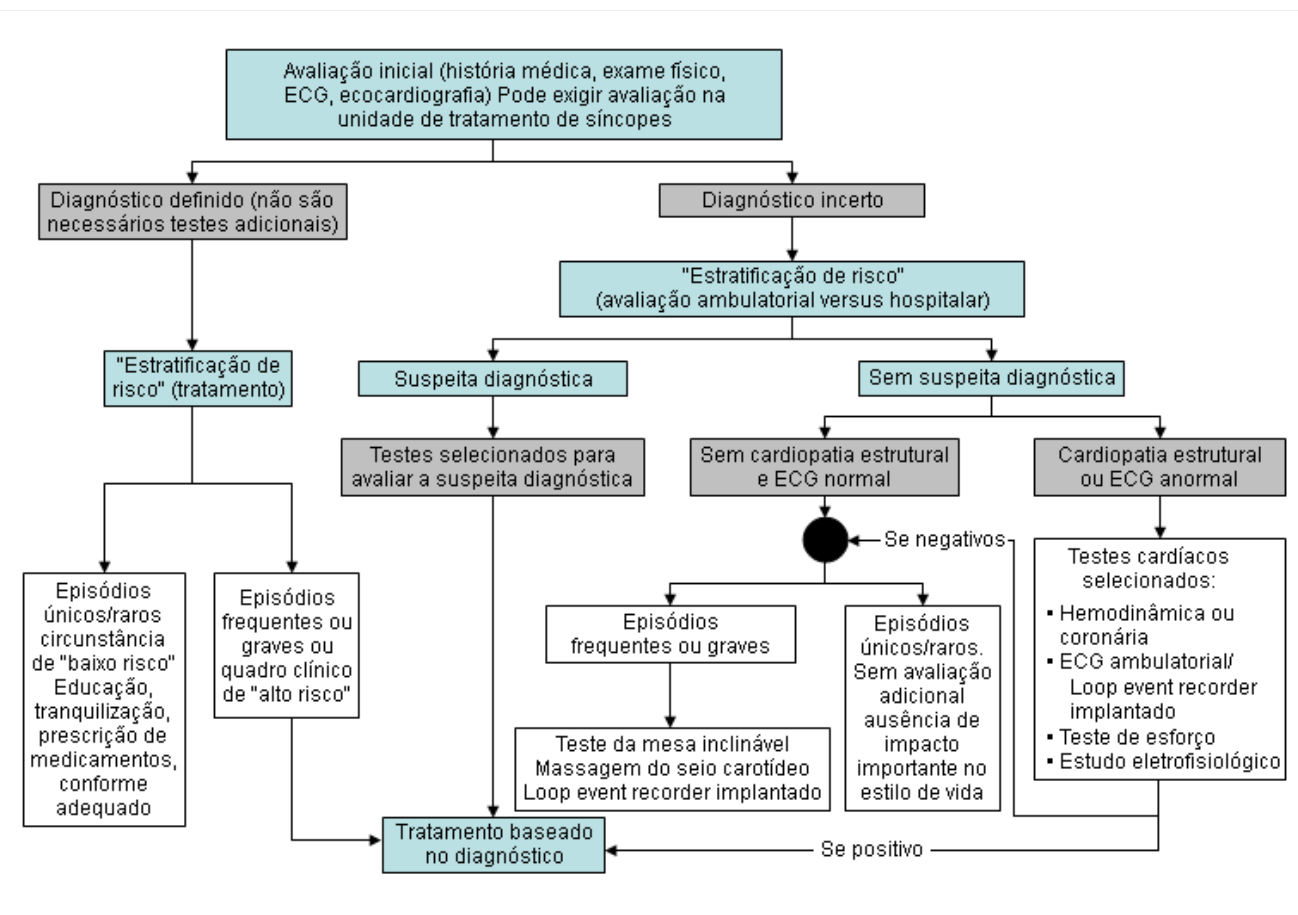 Avaliação inicial (história médica, exame físico,
ECG, ecocardiografia) Pode exigir avaliação na
unidade de tratamento de síncopes
Diagnóstico definido (não são
necessários testes adicionais)
Diagnóstico incerto
"Estratificação de risco"
(avaliação ambulatorial versus hospitalar)
"Estratificação de
risco" (tratamento)
Suspeita diagnóstica
Sem suspeita diagnóstica
Testes selecionados para
avaliar a suspeita diagnóstica
Sem cardiopatia estrutural
e ECG normal
Cardiopatia estrutural
ou ECG anormal
Se negativos
Episódios
únicos/raros
circunstância
de "baixo risco"
Educação,
tranquilização,
prescrição de
medicamentos,
conforme
adequado
Episódios
frequentes ou
graves ou
quadro clínico
de "alto risco"
Episódios
frequentes ou graves
Episódios
únicos/raros.
Sem avaliação
adicional
ausência de
impacto
importante no
estilo de vida
Testes cardíacos
selecionados:
▪ Hemodinâmica ou
coronária
▪ ECG ambulatorial/
Loop event recorder
implantado
▪ Teste de esforço
▪ Estudo eletrofisiológico
Teste da mesa inclinável
Massagem do seio carotídeo
Loop event recorder implantado
Tratamento baseado
no diagnóstico
Se positivo